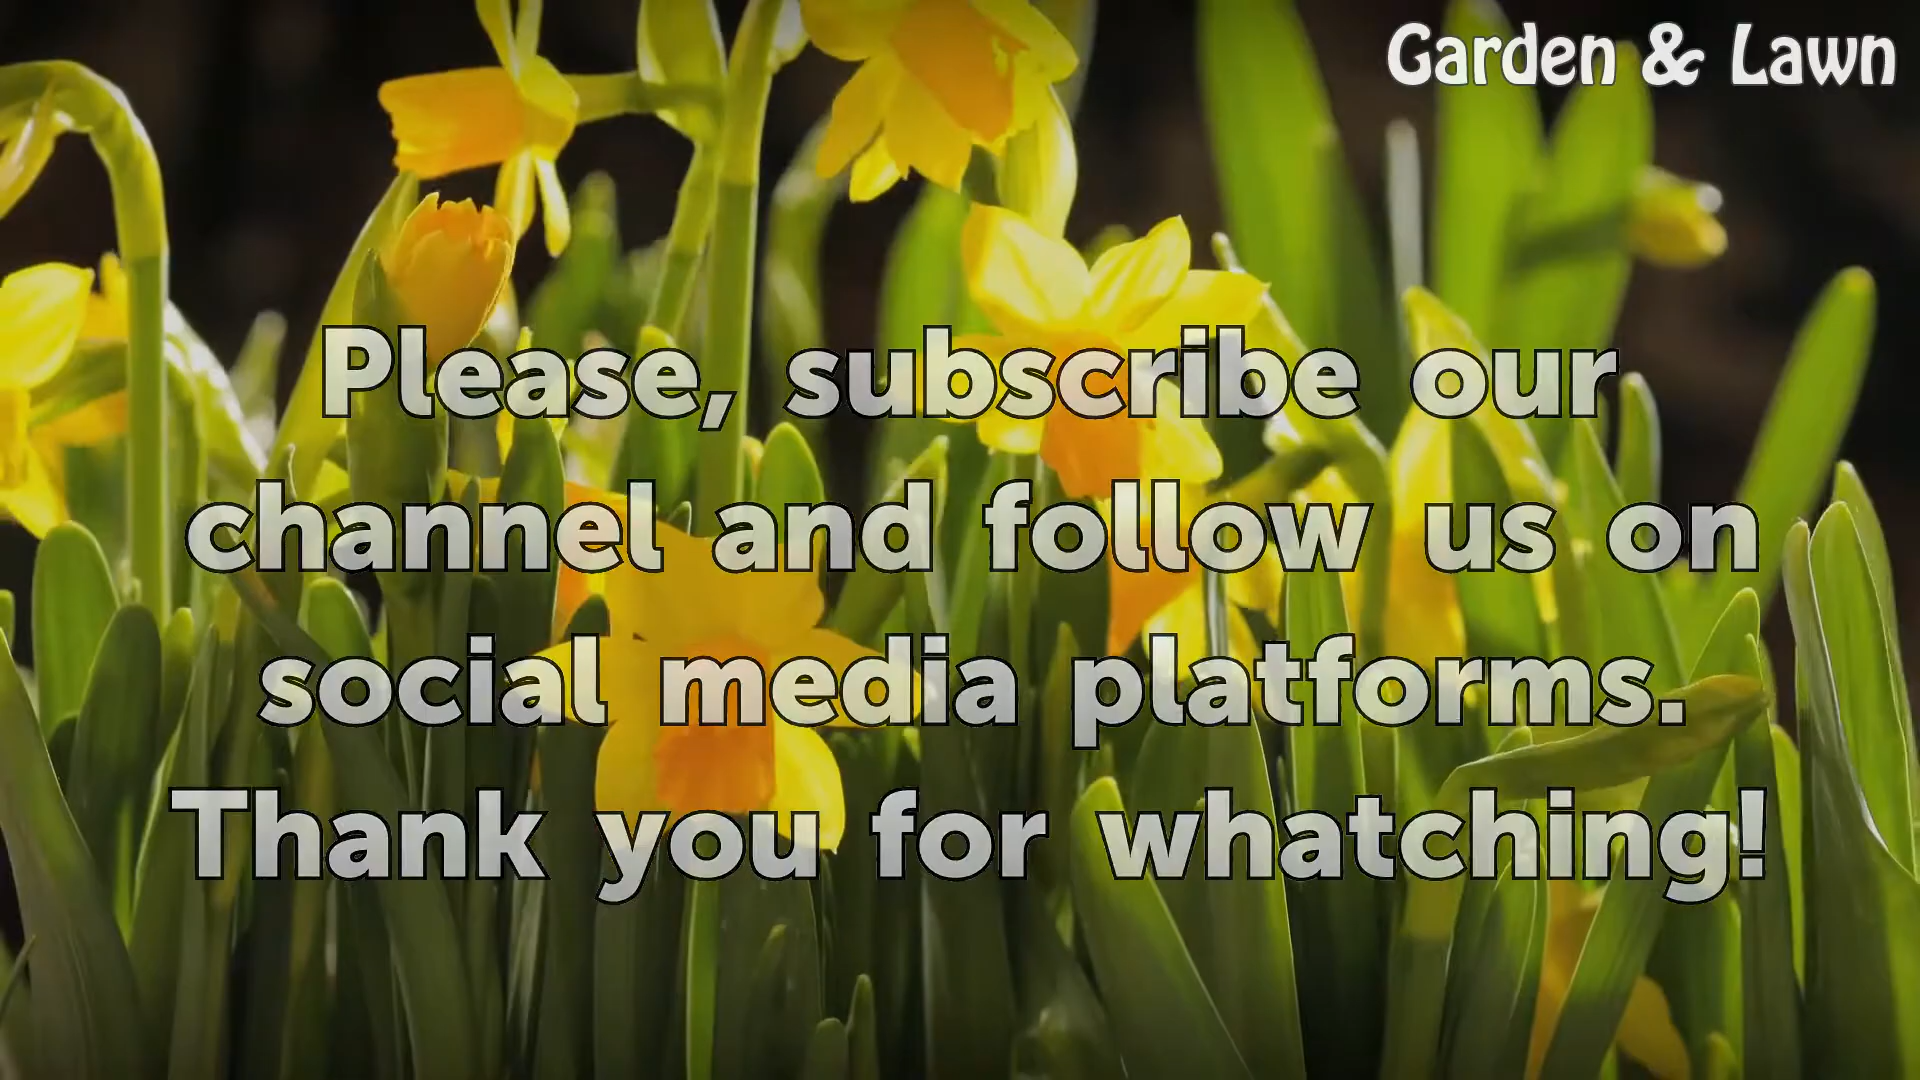 Garden & Lawn
Please, subscribe our
channel and follow us on
social media platforms.
Thank you for whatching!